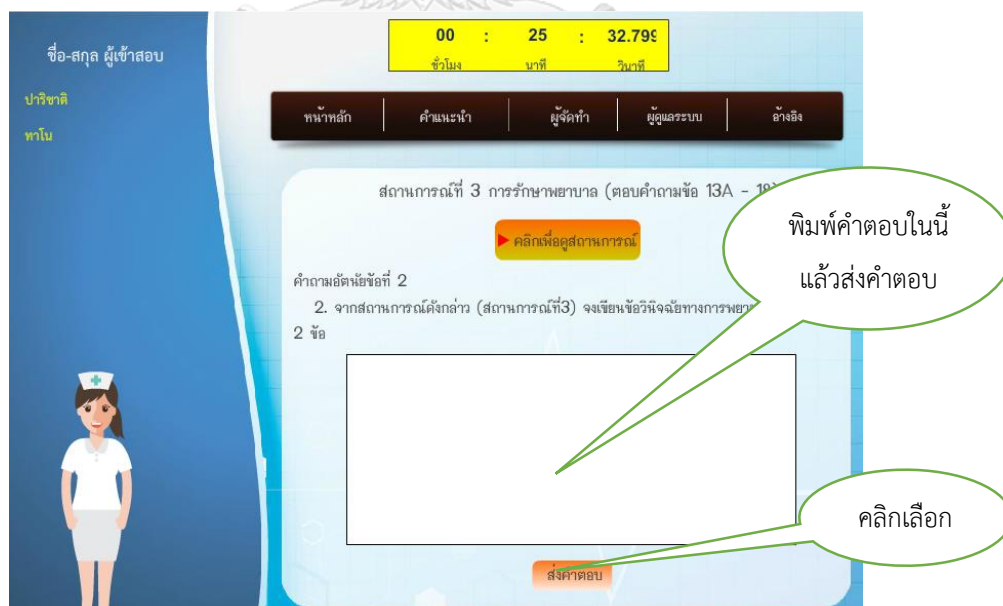 ชื่อ-สกุล ผู้เข้าสอบ
ปาริชาติ
ทาโน
00 : 25 : 32.799
ชั่วโมง นาที วินาที
หน้าหลัก คำแนะนำ ผู้จัดทำ ผู้ดูแลระบบ อ้างอิง
สถานการณ์ที่ 3 การรักษาพยาบาล (ตอบคำถามข้อ 13A -
คลิกเพื่อดูสถานการณ์
คำถามอัตนัยข้อที่ 2
2. จากสถานการณ์ดังกล่าว (สถานการณ์ที่3) จงเขียนข้อวินิจฉัยทางการ
2 ข้อ
พิมพ์คำตอบในนี้
แล้วส่งคำตอบ
คลิกเลือก
ส่งคำตอบ